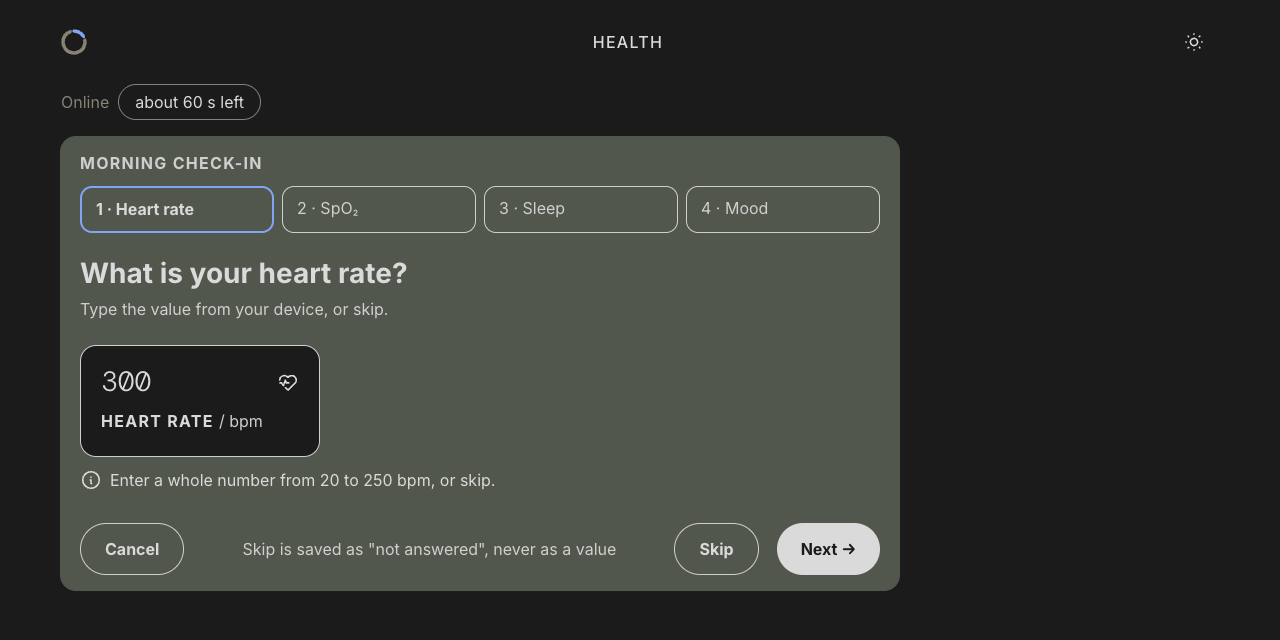 HEALTH
Online
about 60 s left
MORNING CHECK-IN
1 · Heart rate
2 · SpO₂
3 · Sleep
4 · Mood
What is your heart rate?
Type the value from your device, or skip.
300
HEART RATE / bpm
Enter a whole number from 20 to 250 bpm, or skip.
Cancel
Skip is saved as "not answered", never as a value
Skip
Next →